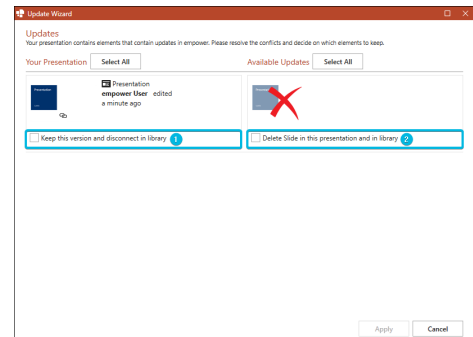 Update Wizard
Updates
Your presentation contains elements that contain updates in empower. Please resolve the conflicts and decide on which elements to keep.
Your Presentation
Select All
Available Updates
Select All
Presentation
empower User edited
a minute ago
Keep this version and disconnect in library
1
Delete Slide in this presentation and in library
2
Apply
Cancel